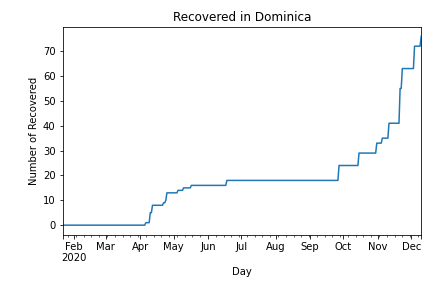 Recovered in Dominica
Number of Recovered
70
60
50
40
30
20
10
0
Feb Mar Apr May Jun Jul Aug Sep Oct Nov Dec
2020
Day